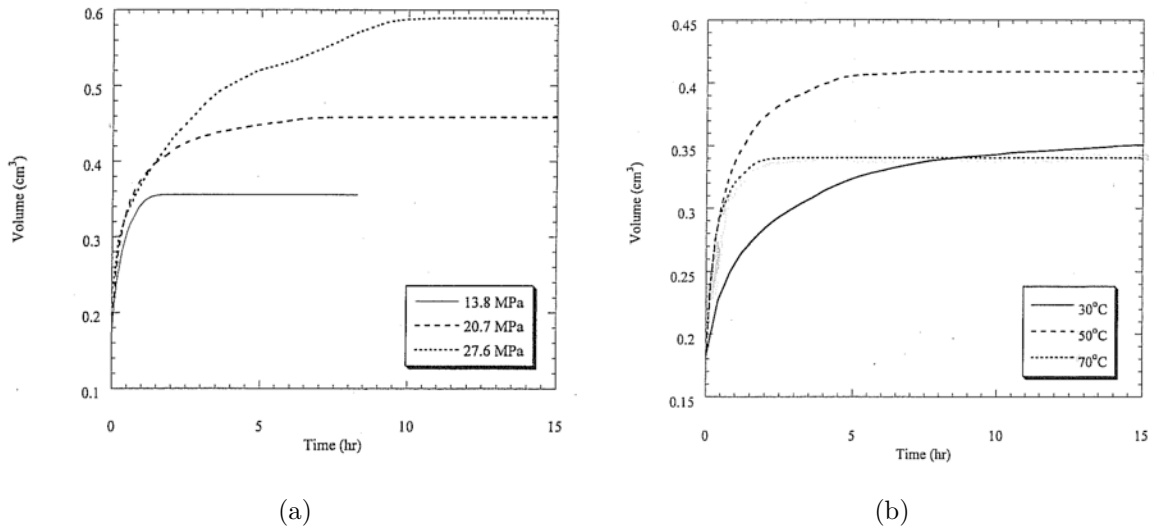 0.6
0.5
0.4
0.3
0.2
0.1
Volume (cm³)
13.8 MPa
20.7 MPa
27.6 MPa
0 5 10 15
Time (hr)
(a)
0.45
0.4
0.35
0.3
0.25
0.2
0.15
Volume (cm³)
30°C
50°C
70°C
0 5 10 15
Time (hr)
(b)